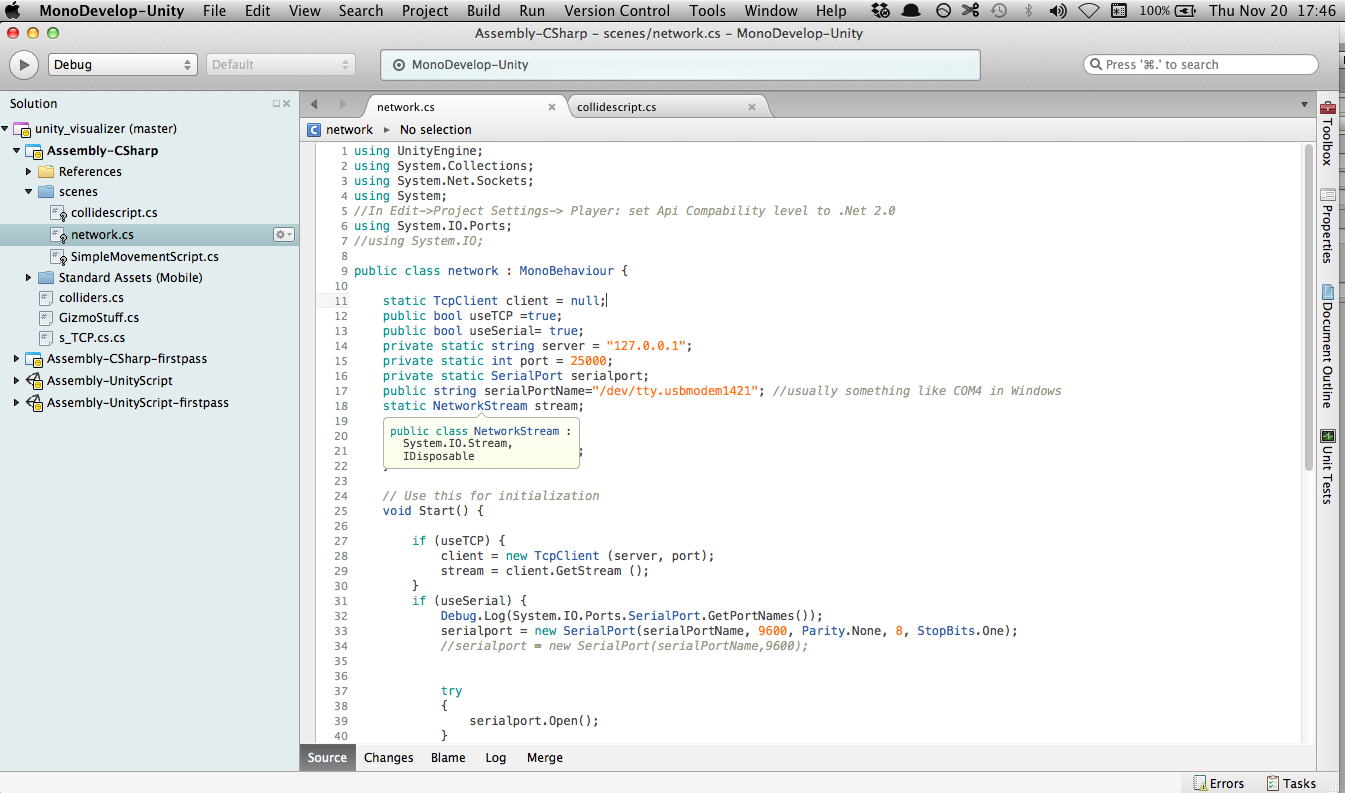 MonoDevelop-Unity File Edit View Search Project Build Run Version Control Tools Window Help 100% Thu Nov 20 17:46
Assembly-CSharp – scenes/network.cs – MonoDevelop-Unity
Debug Default MonoDevelop-Unity Press '⌘.' to search
Solution
unity_visualizer (master)
Assembly-CSharp
References
scenes
collidescript.cs
network.cs
SimpleMovementScript.cs
Standard Assets (Mobile)
colliders.cs
GizmoStuff.cs
s_TCP.cs.cs
Assembly-CSharp-firstpass
Assembly-UnityScript
Assembly-UnityScript-firstpass
network.cs collidescript.cs
network No selection
1 using UnityEngine;
2 using System.Collections;
3 using System.Net.Sockets;
4 using System;
5 //In Edit->Project Settings-> Player: set Api Compability level to .Net 2.0
6 using System.IO.Ports;
7 //using System.IO;
8
9 public class network : MonoBehaviour {
10
11 static TcpClient client = null;
12 public bool useTCP =true;
13 public bool useSerial= true;
14 private static string server = "127.0.0.1";
15 private static int port = 25000;
16 private static SerialPort serialport;
17 public string serialPortName="/dev/tty.usbmodem1421"; //usually something like COM4 in Windows
18 static NetworkStream stream;
19
20
21 ;
22
public class NetworkStream :
System.IO.Stream,
IDisposable
23
24 // Use this for initialization
25 void Start() {
26
27 if (useTCP) {
28 client = new TcpClient (server, port);
29 stream = client.GetStream ();
30 }
31 if (useSerial) {
32 Debug.Log(System.IO.Ports.SerialPort.GetPortNames());
33 serialport = new SerialPort(serialPortName, 9600, Parity.None, 8, StopBits.One);
34 //serialport = new SerialPort(serialPortName,9600);
35
36
37 try
38 {
39 serialport.Open();
40 }
Source Changes Blame Log Merge
Toolbox
Properties
Document Outline
Unit Tests
Errors Tasks